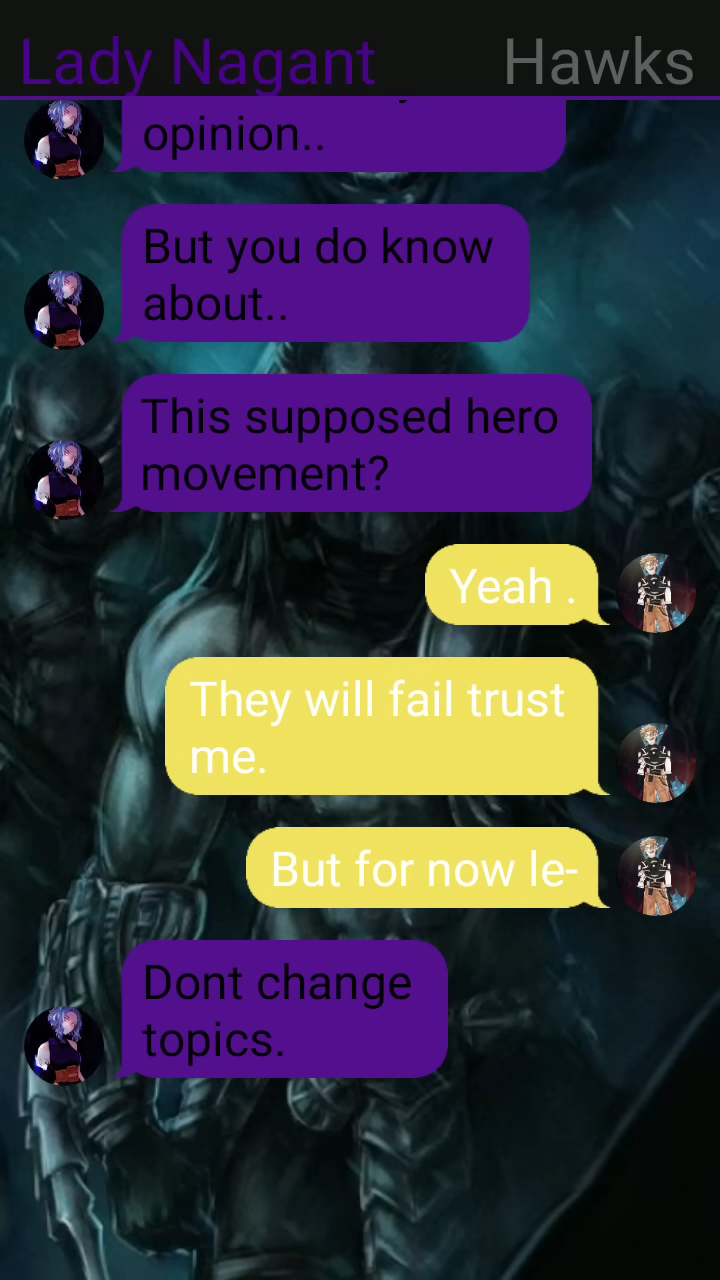 Lady Nagant Hawks
opinion..
But you do know
about..
This supposed hero
movement?
Yeah .
They will fail trust
me.
But for now le-
Dont change
topics.